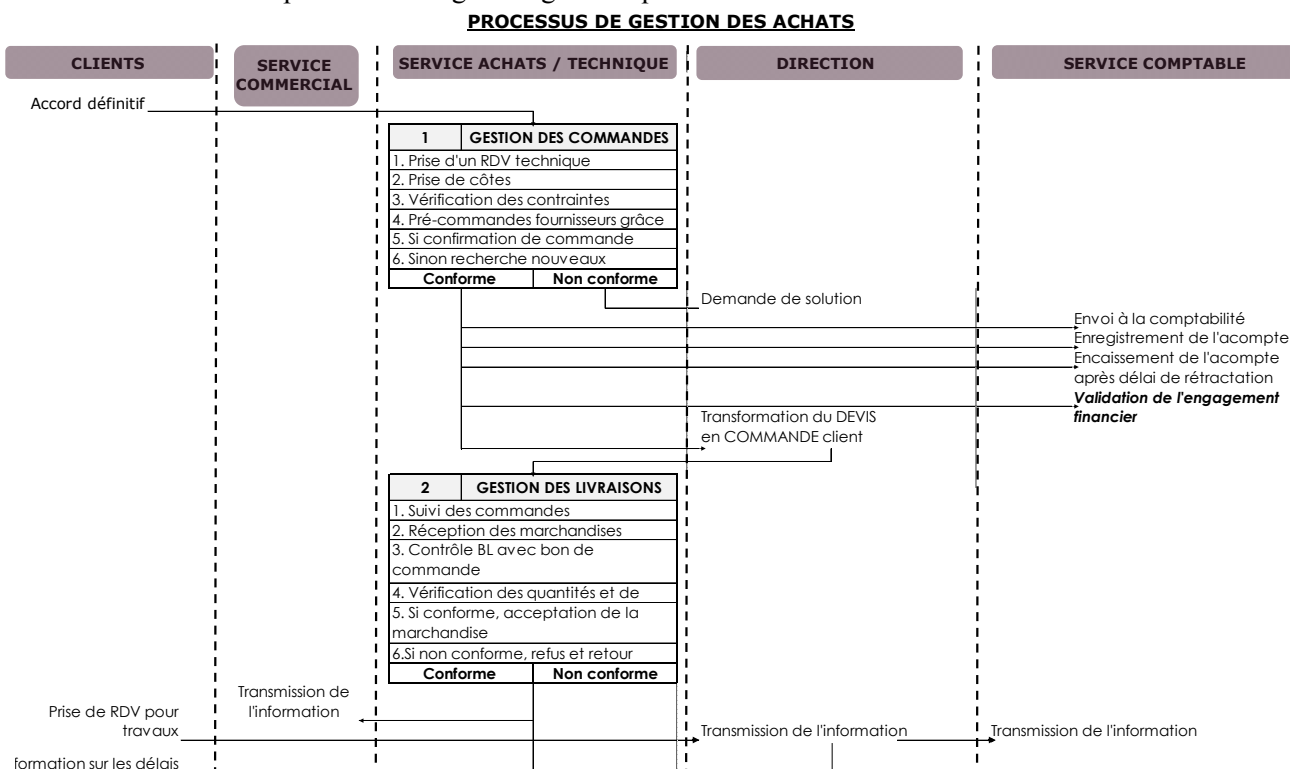 PROCESSUS DE GESTION DES ACHATS
CLIENTS
SERVICE
COMMERCIAL
SERVICE ACHATS / TECHNIQUE
DIRECTION
SERVICE COMPTABLE
Accord définitif
1 GESTION DES COMMANDES
1. Prise d'un RDV technique
2. Prise de côtes
3. Vérification des contraintes
4. Pré-commandes fournisseurs grâce
5. Si confirmation de commande
6. Sinon recherche nouveaux
Conforme Non conforme
Demande de solution
Envoi à la comptabilité
Enregistrement de l'acompte
Encaissement de l'acompte
après délai de rétractation
Validation de l'engagement
financier
Transformation du DEVIS
en COMMANDE client
2 GESTION DES LIVRAISONS
1. Suivi des commandes
2. Réception des marchandises
3. Contrôle BL avec bon de
commande
4. Vérification des quantités et de
5. Si conforme, acceptation de la
marchandise
6.Si non conforme, refus et retour
Conforme Non conforme
Transmission de
l'information
Prise de RDV pour
travaux
Transmission de l'information
Transmission de l'information
formation sur les délais